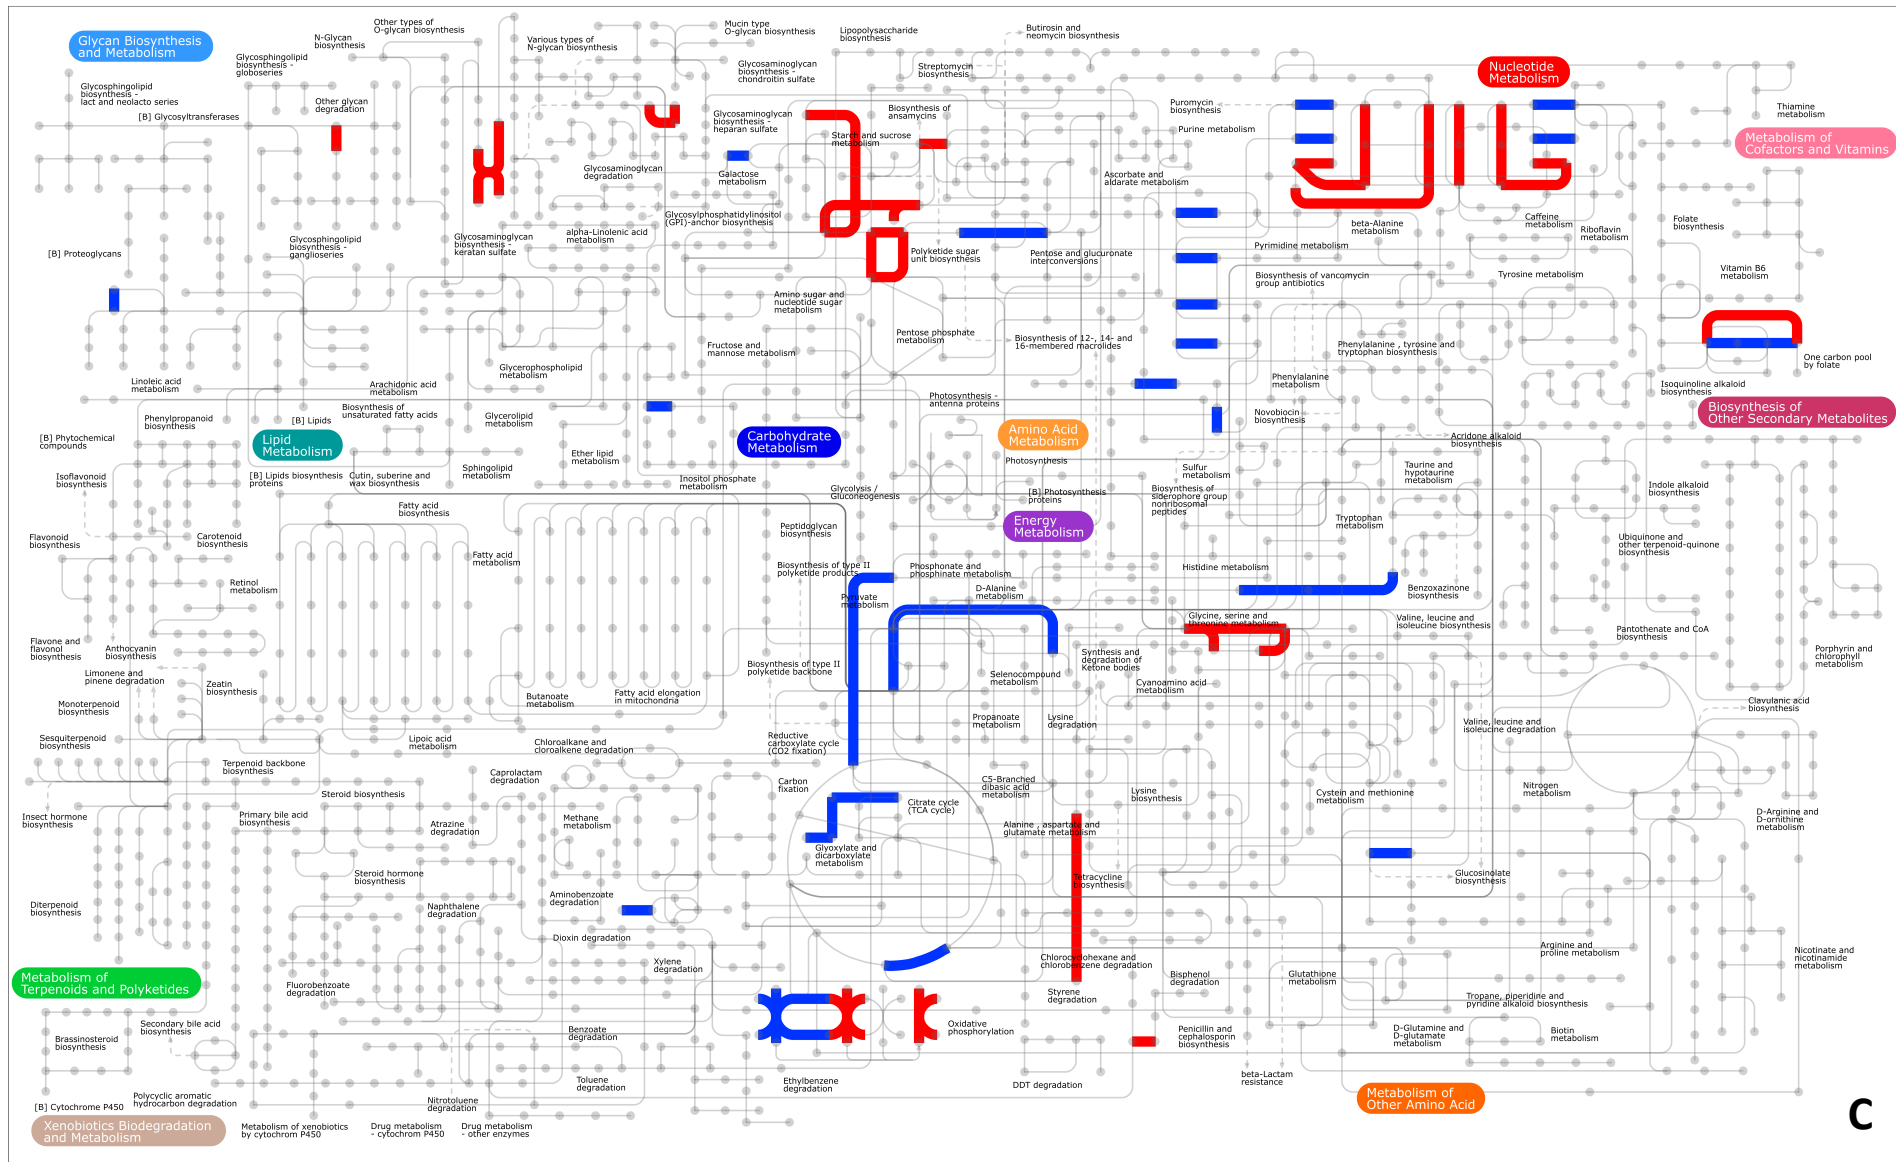 Glycan Biosynthesis
and Metabolism
Glycosphingolipid
biosynthesis -
lact and neolacto series
[B] Glycosyltransferases
Glycosphingolipid
biosynthesis -
globoseries
N-Glycan
biosynthesis
Other types of
O-glycan biosynthesis
Other glycan
degradation
Various types of
N-glycan biosynthesis
Mucin type
O-glycan biosynthesis
Glycosaminoglycan
biosynthesis -
chondroitin sulfate
Glycosaminoglycan
biosynthesis -
heparan sulfate
Lipopolysaccharide
biosynthesis
Streptomycin
biosynthesis
Butirosin and
neomycin biosynthesis
Biosynthesis of
ansamycins
Starch and sucrose
metabolism
Puromycin
biosynthesis
Purine metabolism
Nucleotide
Metabolism
Thiamine
metabolism
Metabolism of
Cofactors and Vitamins
Glycosaminoglycan
degradation
Galactose
metabolism
Ascorbate and
aldarate metabolism
Glycosylphosphatidylinositol
(GPI)-anchor biosynthesis
[B] Proteoglycans
Glycosphingolipid
biosynthesis -
ganglioseries
Glycosaminoglycan
biosynthesis -
keratan sulfate
alpha-Linolenic acid
metabolism
Polyketide sugar
unit biosynthesis
Pentose and glucuronate
interconversions
Pyrimidine metabolism
beta-Alanine
metabolism
Caffeine
metabolism
Riboflavin
metabolism
Folate
biosynthesis
Vitamin B6
metabolism
Biosynthesis of vancomycin
group antibiotics
Tyrosine metabolism
Amino sugar and
nucleotide sugar
metabolism
Pentose phosphate
metabolism
Biosynthesis of 12-, 14- and
16-membered macrolides
Phenylalanine , tyrosine and
tryptophan biosynthesis
One carbon pool
by folate
Fructose and
mannose metabolism
Linoleic acid
metabolism
Arachidonic acid
metabolism
Glycerophospholipid
metabolism
Phenylalanine
metabolism
Isoquinoline alkaloid
biosynthesis
Photosynthesis -
antenna proteins
Biosynthesis of
Other Secondary Metabolites
Phenylpropanoid
biosynthesis
[B] Lipids
Biosynthesis of
unsaturated fatty acids
Glycerolipid
metabolism
Novobiocin
biosynthesis
[B] Phytochemical
compounds
Lipid
Metabolism
Carbohydrate
Metabolism
Amino Acid
Metabolism
Acridone alkaloid
biosynthesis
Isoflavonoid
biosynthesis
[B] Lipids biosynthesis
proteins
Cutin, suberine and
wax biosynthesis
Sphingolipid
metabolism
Ether lipid
metabolism
Inositol phosphate
metabolism
Photosynthesis
Sulfur
metabolism
Taurine and
hypotaurine
metabolism
Indole alkaloid
biosynthesis
Glycolysis /
Gluconeogenesis
[B] Photosynthesis
proteins
Biosynthesis of
siderophore group
nonribosomal
peptides
Fatty acid
biosynthesis
Peptidoglycan
biosynthesis
Energy
Metabolism
Tryptophan
metabolism
Flavonoid
biosynthesis
Carotenoid
biosynthesis
Fatty acid
metabolism
Ubiquinone and
other terpenoid-quinone
biosynthesis
Retinol
metabolism
Biosynthesis of type II
polyketide products
Phosphonate and
phosphinate metabolism
Histidine metabolism
Pyruvate
metabolism
D-Alanine
metabolism
Benzoxazinone
biosynthesis
Glycine, serine and
threonine metabolism
Valine, leucine and
isoleucine biosynthesis
Pantothenate and CoA
biosynthesis
Flavone and
flavonol
biosynthesis
Anthocyanin
biosynthesis
Limonene and
pinene degradation
Zeatin
biosynthesis
Biosynthesis of type II
polyketide backbone
Synthesis and
degradation of
Ketone bodies
Selenocompound
metabolism
Cyanoamino acid
metabolism
Porphyrin and
chlorophyll
metabolism
Monoterpenoid
biosynthesis
Butanoate
metabolism
Fatty acid elongation
in mitochondria
Propanoate
metabolism
Lysine
degradation
Valine, leucine and
isoleucine degradation
Clavulanic acid
biosynthesis
Sesquiterpenoid
biosynthesis
Lipoic acid
metabolism
Chloroalkane and
cloroalkene degradation
Reductive
carboxylate cycle
(CO2 fixation)
Terpenoid backbone
biosynthesis
Caprolactam
degradation
Carbon
fixation
C5-Branched
dibasic acid
metabolism
Lysine
biosynthesis
Cystein and methionine
metabolism
Nitrogen
metabolism
Steroid biosynthesis
Citrate cycle
(TCA cycle)
Insect hormone
biosynthesis
Primary bile acid
biosynthesis
Atrazine
degradation
Methane
metabolism
Alanine , aspartate and
glutamate metabolism
D-Arginine and
D-ornithine
metabolism
Glyoxylate and
dicarboxylate
metabolism
Steroid hormone
biosynthesis
Tetracycline
biosynthesis
Glucosinolate
biosynthesis
Diterpenoid
biosynthesis
Naphthalene
degradation
Aminobenzoate
degradation
Dioxin degradation
Xylene
degradation
Chlorocyclohexane and
chlorobenzene degradation
Bisphenol
degradation
Glutathione
metabolism
Arginine and
proline metabolism
Nicotinate and
nicotinamide
metabolism
Metabolism of
Terpenoids and Polyketides
Fluorobenzoate
degradation
Styrene
degradation
Tropane, piperidine and
pyridine alkaloid biosynthesis
Secondary bile acid
biosynthesis
Brassinosteroid
biosynthesis
Benzoate
degradation
Oxidative
phosphorylation
Penicillin and
cephalosporin
biosynthesis
D-Glutamine and
D-glutamate
metabolism
Biotin
metabolism
Toluene
degradation
Ethylbenzene
degradation
DDT degradation
beta-Lactam
resistance
Metabolism of
Other Amino Acid
[B] Cytochrome P450
Polycyclic aromatic
hydrocarbon degradation
Nitrotoluene
degradation
Xenobiotics Biodegradation
and Metabolism
Metabolism of xenobiotics
by cytochrom P450
Drug metabolism
- cytochrom P450
Drug metabolism
- other enzymes
C